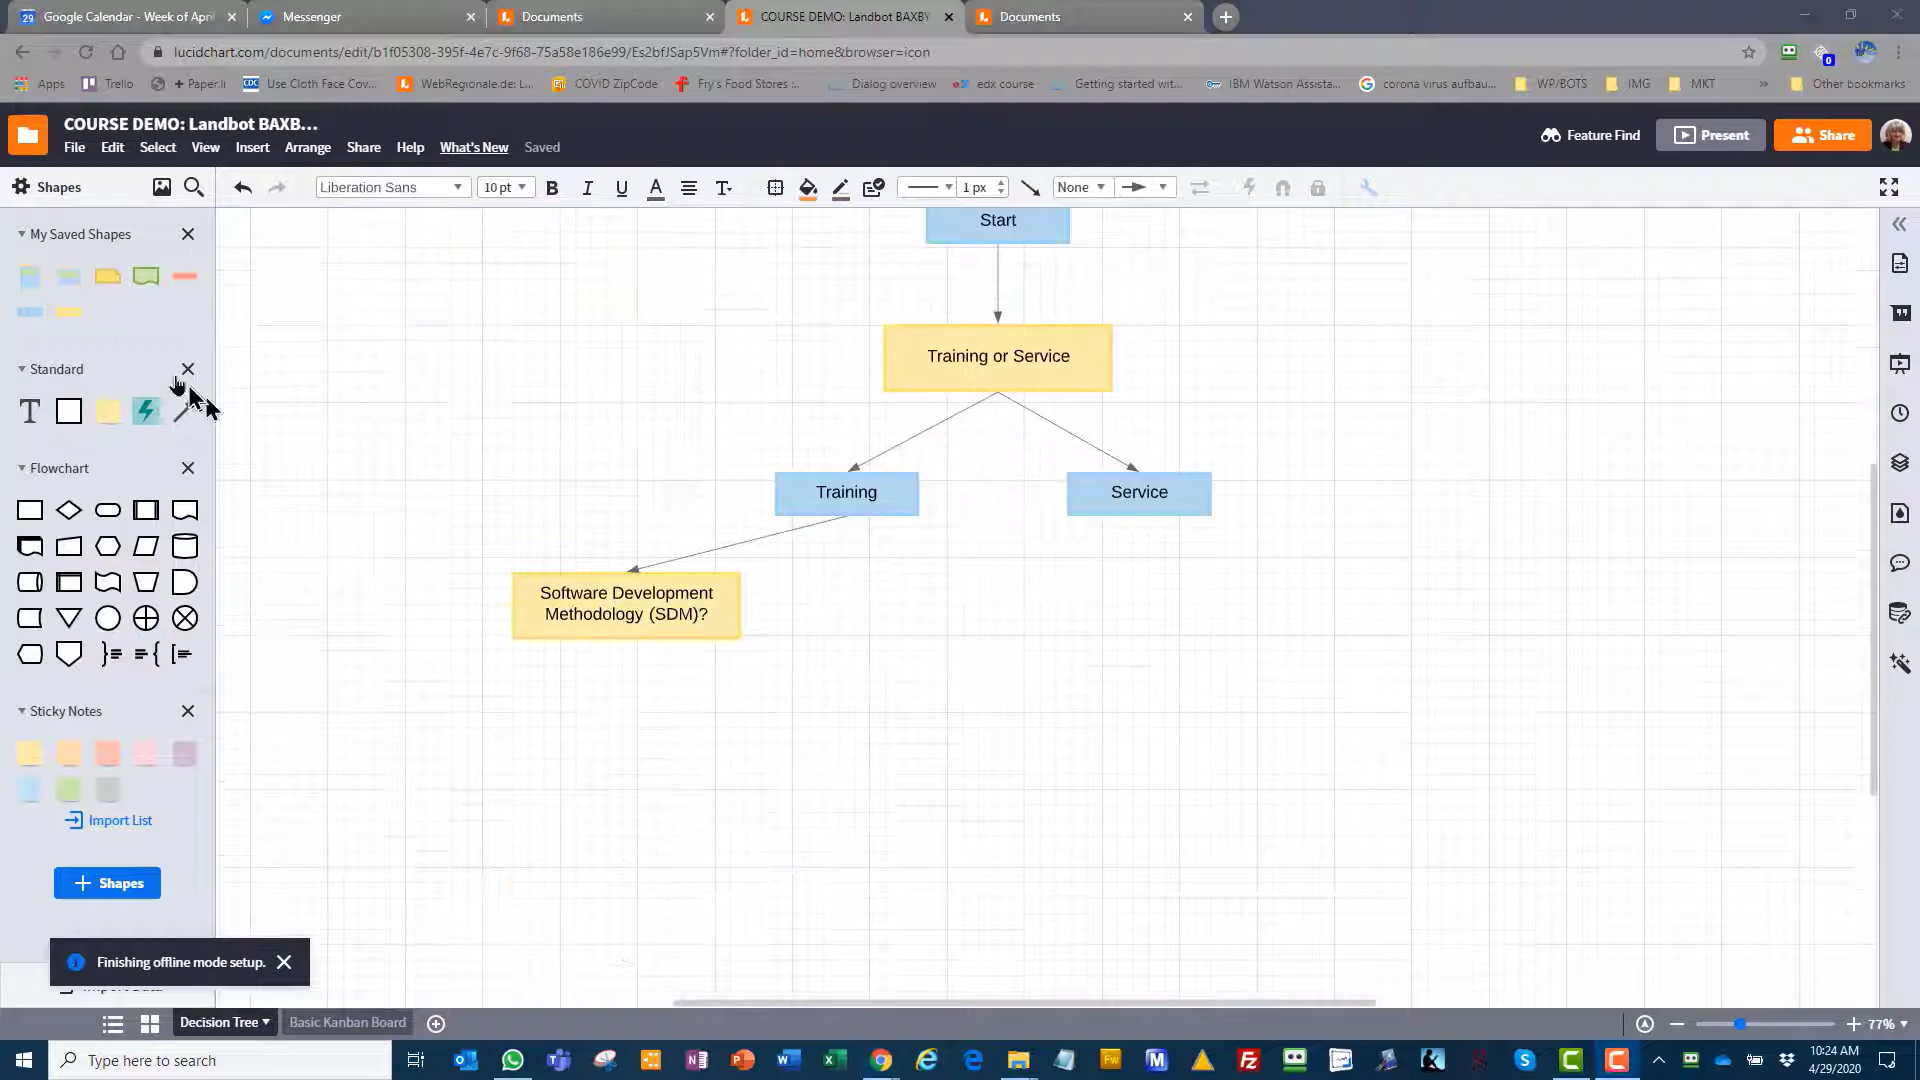 Google Calendar - Week of April
Messenger
Documents
COURSE DEMO: Landbot BAXBY
Documents
lucidchart.com/documents/edit/b1f05308-395f-4e7c-9f68-75a58e186e99/Es2bfJSap5Vm#?folder_id=home&browser=icon
0
Apps
Trello
+ Paper.li
CDC
Use Cloth Face Cov...
WebRegionale.de: L...
COVID ZipCode
Fry's Food Stores :...
Dialog overview
edx course
Getting started wit...
IBM Watson Assista...
corona virus aufbau...
WP/BOTS
IMG
MKT
»
Other bookmarks
COURSE DEMO: Landbot BAXB...
File Edit Select View Insert Arrange Share Help What's New Saved
Feature Find
Present
Share
Shapes
Liberation Sans
10 pt
B I U A T
1 px
None
My Saved Shapes
Standard
T
Flowchart
Sticky Notes
Import List
+ Shapes
Finishing offline mode setup.
Import Data
Start
Training or Service
Training
Service
Software Development
Methodology (SDM)?
Decision Tree
Basic Kanban Board
77%
Type here to search
10:24 AM
4/29/2020